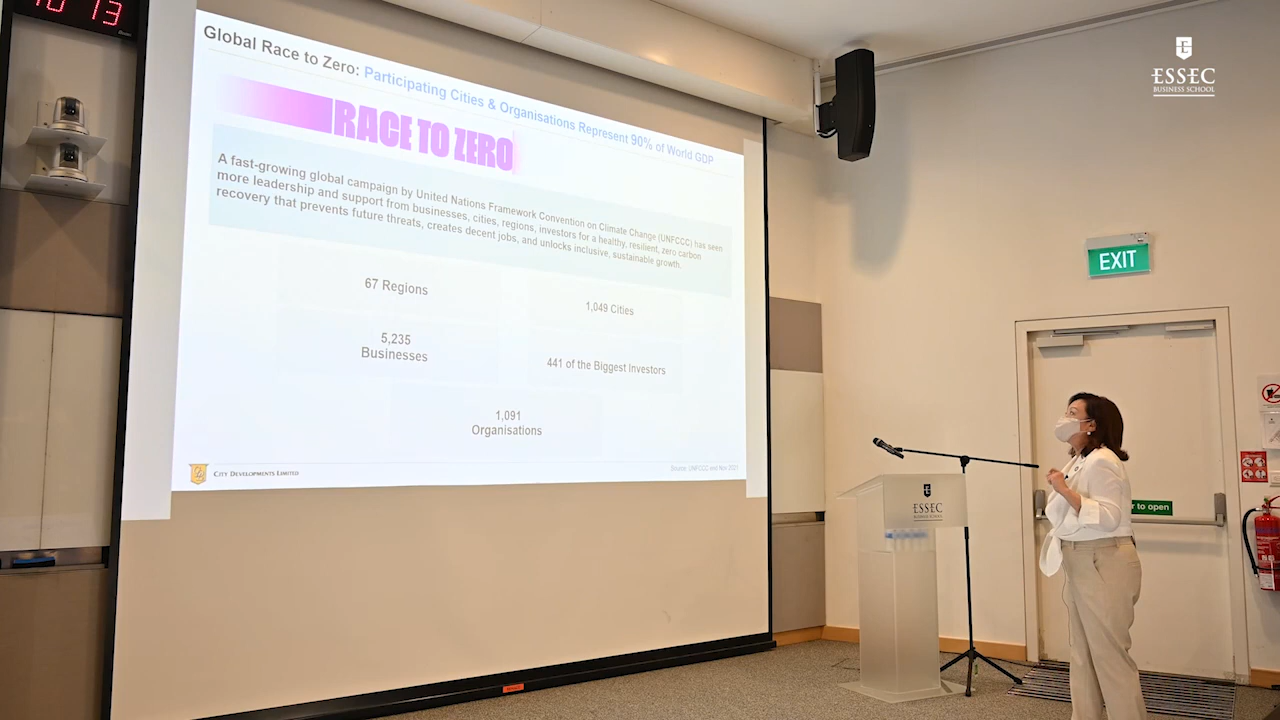 10 13
Global Race to Zero: Participating Cities & Organisations Represent 90% of World GDP
RACE TO ZERO
A fast-growing global campaign by United Nations Framework Convention on Climate Change (UNFCCC) has seen
more leadership and support from businesses, cities, regions, investors for a healthy, resilient, zero carbon
recovery that prevents future threats, creates decent jobs, and unlocks inclusive, sustainable growth.
67 Regions
1,049 Cities
5,235
Businesses
441 of the Biggest Investors
1,091
Organisations
CITY DEVELOPMENTS LIMITED
Source: UNFCCC and Nov 2021
ESSEC
BUSINESS SCHOOL
EXIT
ESSEC
BUSINESS SCHOOL
to open